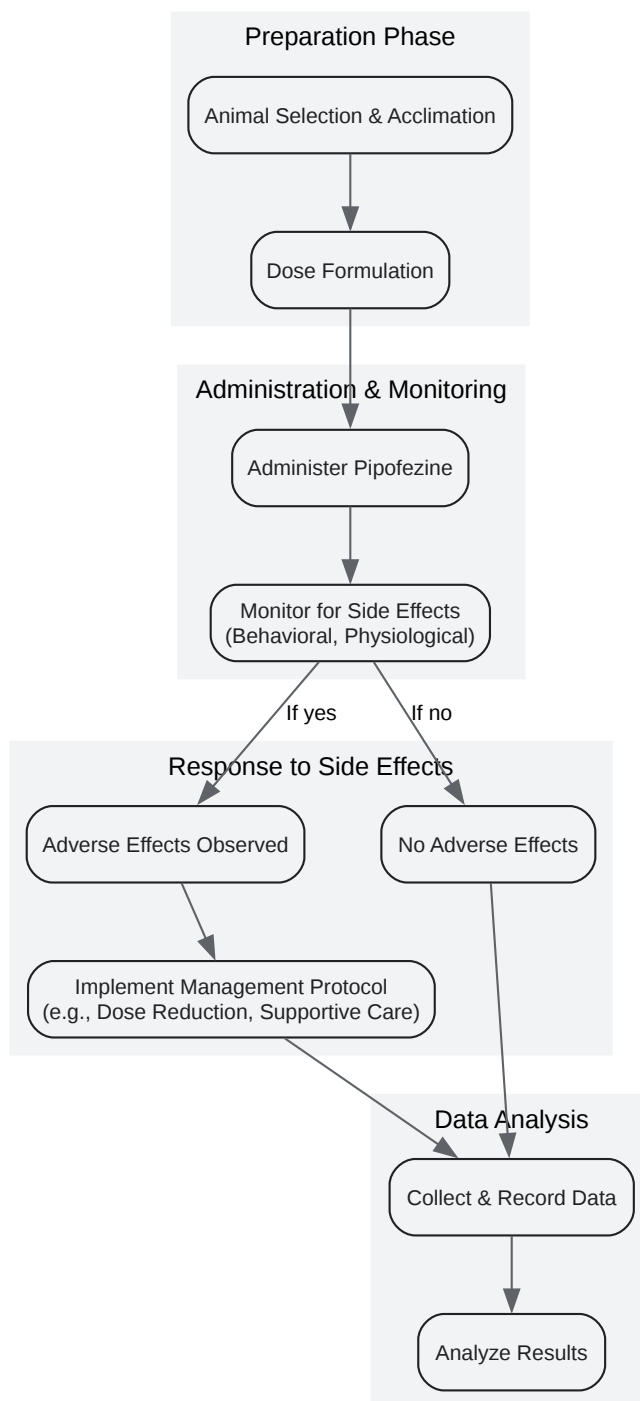 Preparation Phase
Animal Selection & Acclimation
Dose Formulation
Administration & Monitoring
Administer Pipofezine
Monitor for Side Effects
(Behavioral, Physiological)
If yes
If no
Response to Side Effects
Adverse Effects Observed
No Adverse Effects
Implement Management Protocol
(e.g., Dose Reduction, Supportive Care)
Data Analysis
Collect & Record Data
Analyze Results